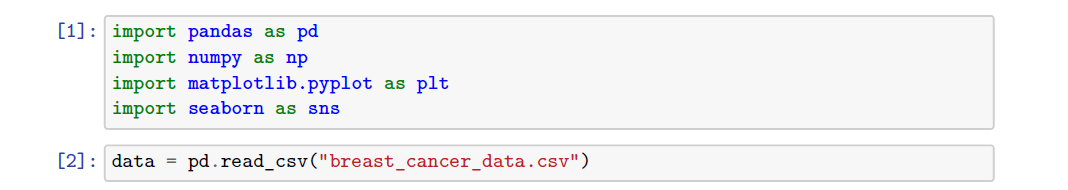 [1]: import pandas as pd
import numpy as np
import matplotlib.pyplot as plt
import seaborn as sns
[2]: data = pd.read_csv("breast_cancer_data.csv")